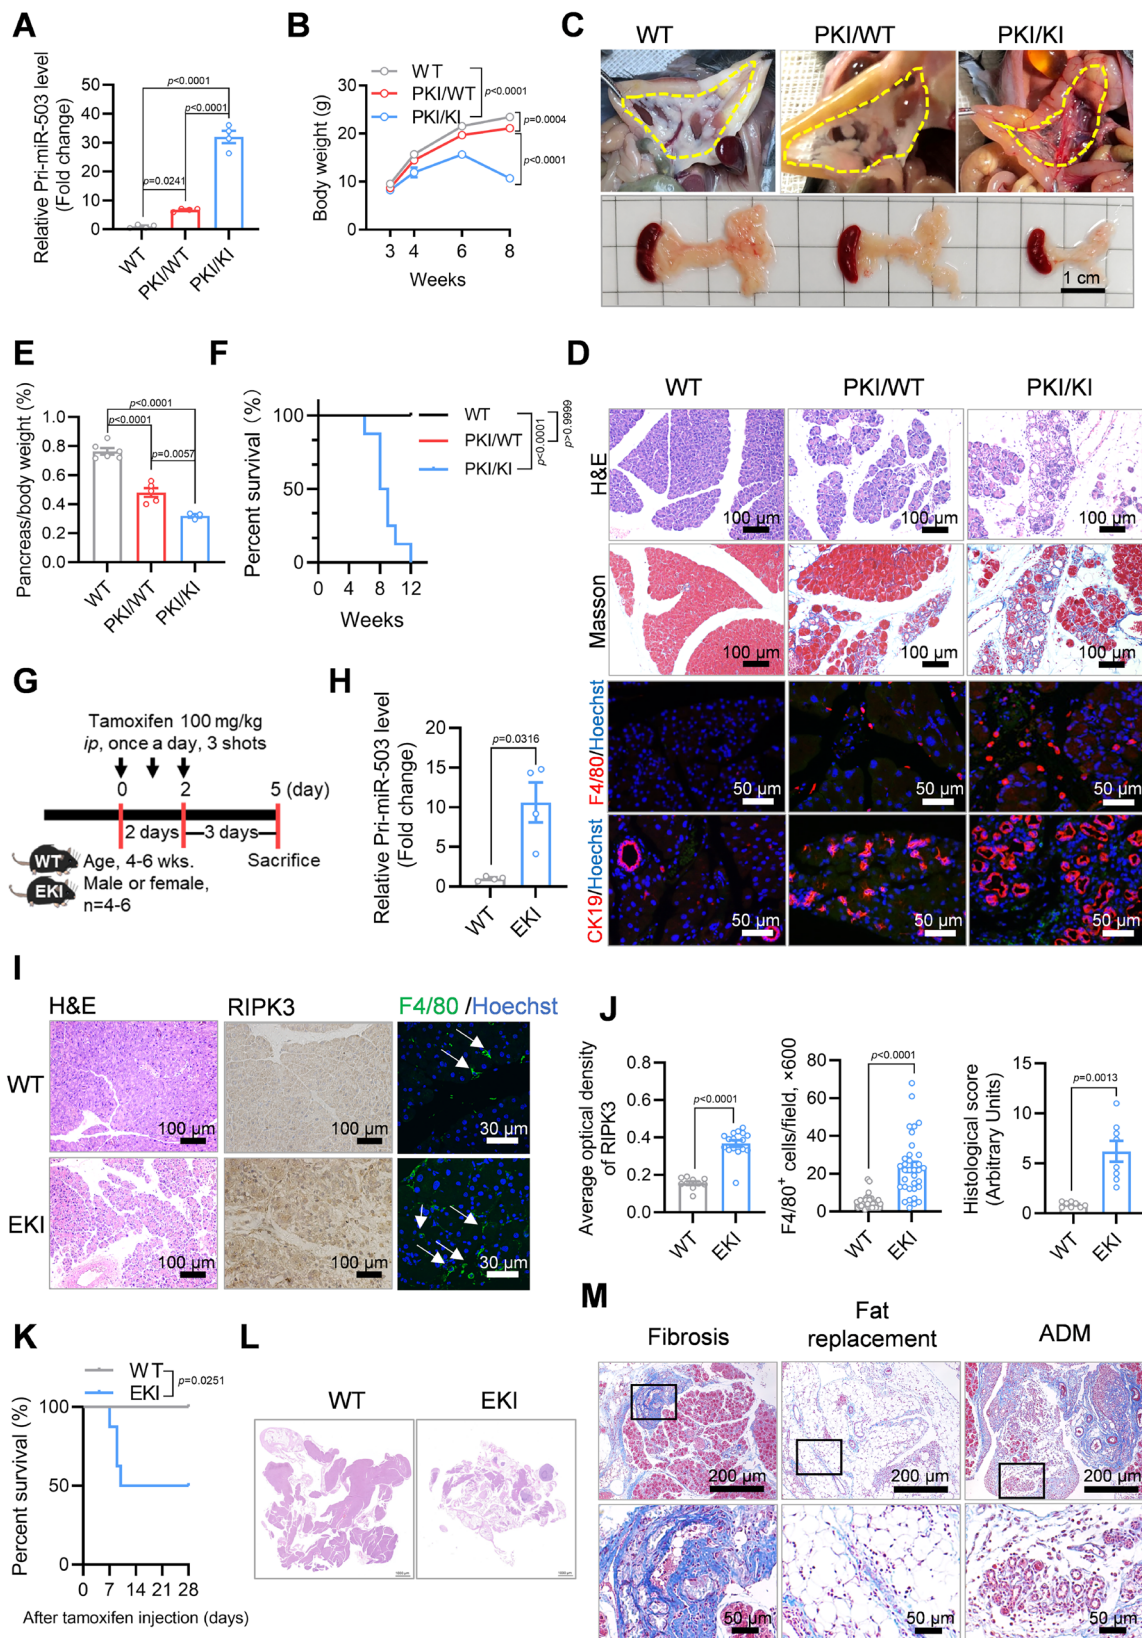 A
Relative Pri-miR-503 level
(Fold change)
50
40
30
20
10
0
p<0.0001
p<0.0001
p=0.0241
WT
PKI/WT
PKI/KI
B
Body weight (g)
30
20
10
0
WT
PKI/WT
PKI/KI
p<0.0001
p=0.0004
p<0.0001
3 4 6 8
Weeks
C
WT PKI/WT PKI/KI
1 cm
E
Pancreas/body weight (%)
1.0
0.8
0.6
0.4
0.2
0.0
p<0.0001
p<0.0001
p=0.0057
WT
PKI/WT
PKI/KI
F
Percent survival (%)
100
50
0
0 4 8 12
Weeks
WT
PKI/WT
PKI/KI
p<0.0001
p>0.9999
D
WT PKI/WT PKI/KI
H&E
100 µm 100 µm 100 µm
Masson
100 µm 100 µm 100 µm
F4/80/Hoechst
50 µm 50 µm 50 µm
CK19/Hoechst
50 µm 50 µm 50 µm
G
Tamoxifen 100 mg/kg
ip, once a day, 3 shots
0 2 5 (day)
2 days 3 days
Sacrifice
WT
EKI
Age, 4-6 wks.
Male or female,
n=4-6
H
Relative Pri-miR-503 level
(Fold change)
20
15
10
5
0
p=0.0316
WT
EKI
I
H&E RIPK3 F4/80 /Hoechst
WT
100 µm 100 µm 30 µm
EKI
100 µm 100 µm 30 µm
J
Average optical density
of RIPK3
0.8
0.6
0.4
0.2
0.0
p<0.0001
WT
EKI
F4/80+ cells/field, ×600
80
60
40
20
0
p<0.0001
WT
EKI
Histological score
(Arbitrary Units)
15
10
5
0
p=0.0013
WT
EKI
K
WT
EKI
p=0.0251
Percent survival (%)
100
50
0
0 7 14 21 28
After tamoxifen injection (days)
L
WT EKI
M
Fibrosis
Fat
replacement
ADM
200 µm 200 µm 200 µm
50 µm 50 µm 50 µm